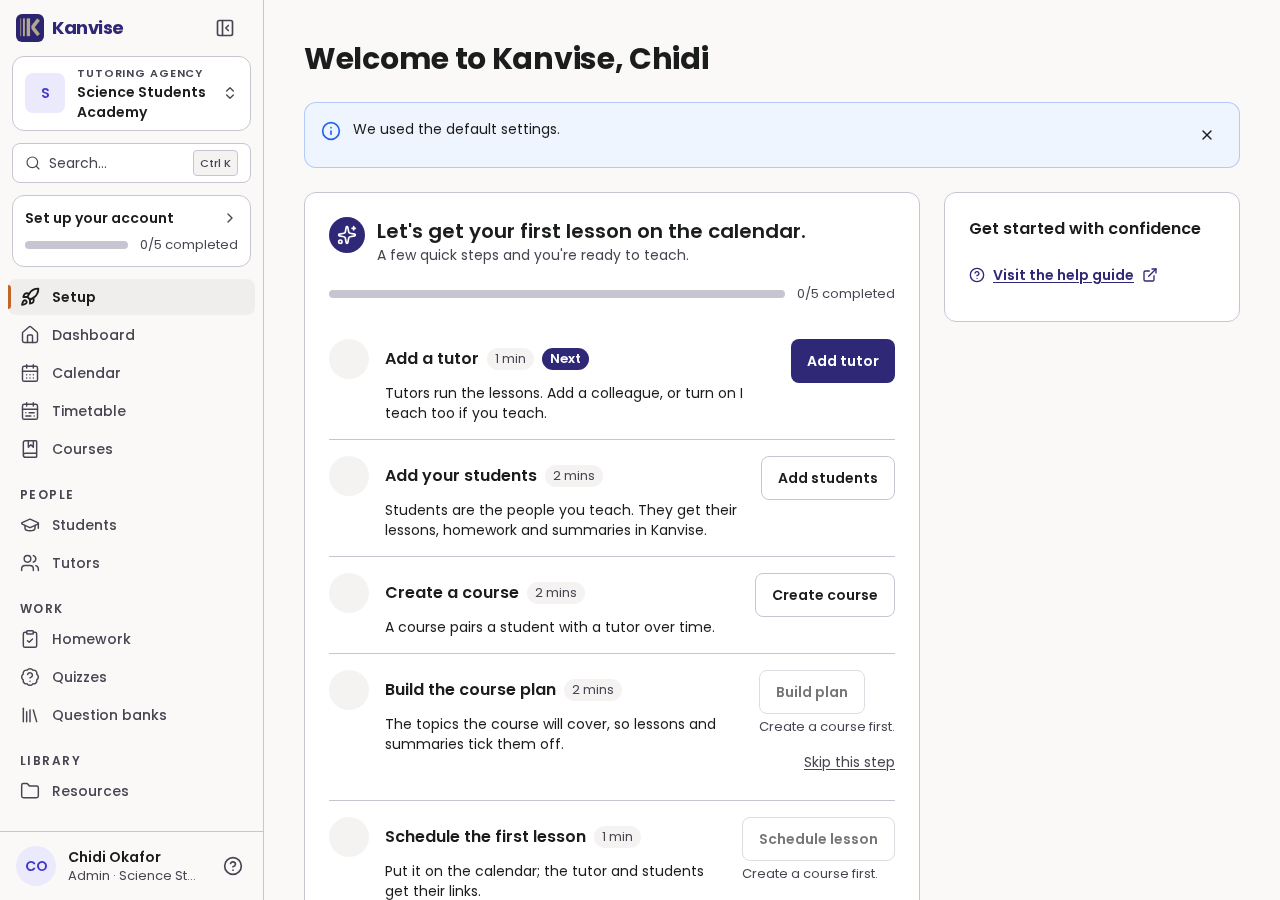 Kanvise
TUTORING AGENCY
S
Science Students
Academy
Search...
Ctrl K
Set up your account
0/5 completed
Setup
Dashboard
Calendar
Timetable
Courses
PEOPLE
Students
Tutors
WORK
Homework
Quizzes
Question banks
LIBRARY
Resources
CO
Chidi Okafor
Admin · Science St...
Welcome to Kanvise, Chidi
We used the default settings.
Let's get your first lesson on the calendar.
A few quick steps and you're ready to teach.
0/5 completed
Add a tutor
1 min
Next
Add tutor
Tutors run the lessons. Add a colleague, or turn on I
teach too if you teach.
Add your students
2 mins
Add students
Students are the people you teach. They get their
lessons, homework and summaries in Kanvise.
Create a course
2 mins
Create course
A course pairs a student with a tutor over time.
Build the course plan
2 mins
Build plan
The topics the course will cover, so lessons and
summaries tick them off.
Create a course first.
Skip this step
Schedule the first lesson
1 min
Schedule lesson
Put it on the calendar; the tutor and students
get their links.
Create a course first.
Get started with confidence
Visit the help guide